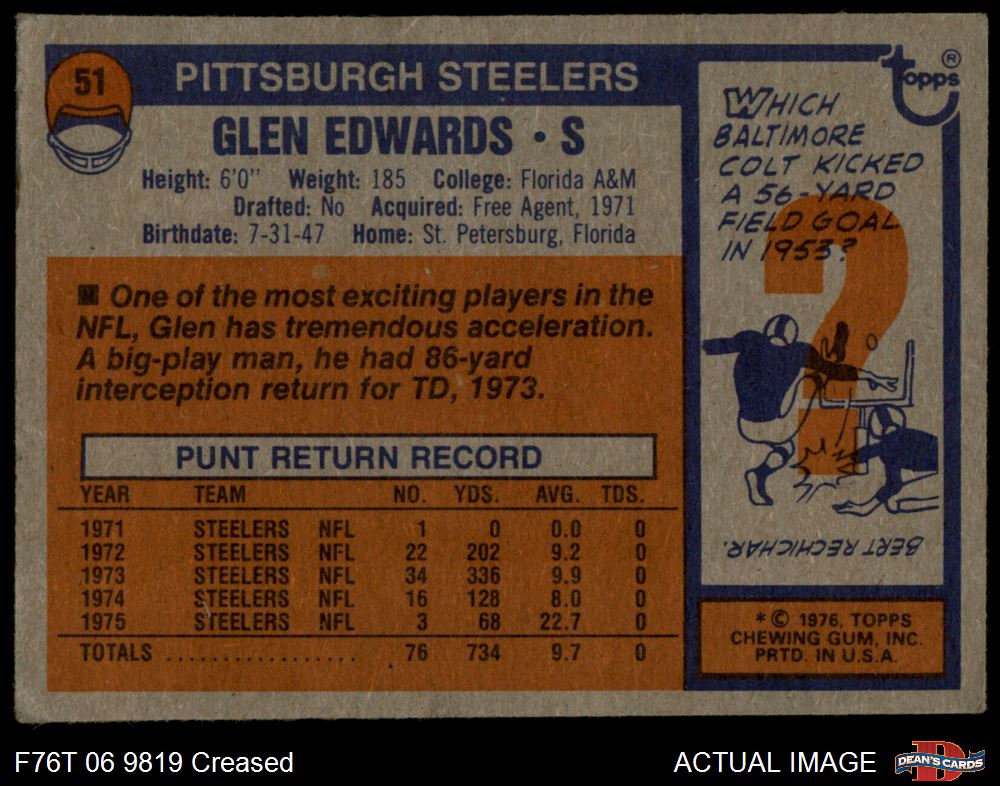 51
PITTSBURGH STEELERS
GLEN EDWARDS • S
Height: 6'0" Weight: 185 College: Florida A&M
Drafted: No Acquired: Free Agent, 1971
Birthdate: 7-31-47 Home: St. Petersburg, Florida
■ One of the most exciting players in the
NFL, Glen has tremendous acceleration.
A big-play man, he had 86-yard
interception return for TD, 1973.
PUNT RETURN RECORD
YEAR TEAM NO. YDS. AVG. TDS.
1971 STEELERS NFL 1 0 0.0 0
1972 STEELERS NFL 22 202 9.2 0
1973 STEELERS NFL 34 336 9.9 0
1974 STEELERS NFL 16 128 8.0 0
1975 STEELERS NFL 3 68 22.7 0
TOTALS .................. 76 734 9.7 0
topps ®
WHICH
BALTIMORE
COLT KICKED
A 56-YARD
FIELD GOAL
IN 1953?
?
BERT RECHICHAR.
* © 1976, TOPPS
CHEWING GUM, INC.
PRTD. IN U.S.A.
F76T 06 9819 Creased
ACTUAL IMAGE
D
DEAN'S CARDS